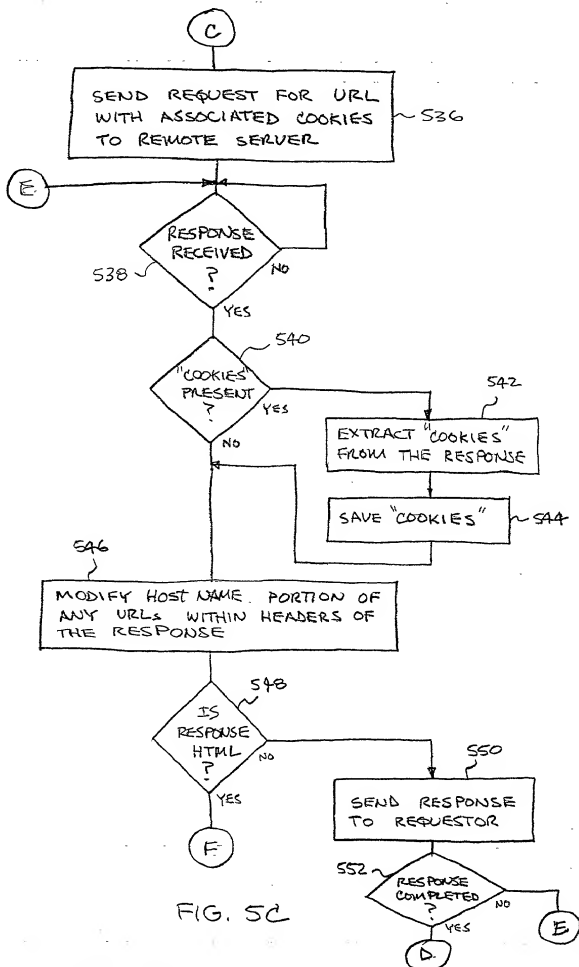 C
SEND REQUEST FOR URL
WITH ASSOCIATED COOKIES
TO REMOTE SERVER
536
E
RESPONSE
RECEIVED
?
538
NO
YES
540
"COOKIES"
PRESENT
?
YES
NO
542
EXTRACT "COOKIES"
FROM THE RESPONSE
SAVE "COOKIES"
544
546
MODIFY HOST NAME PORTION OF
ANY URLs WITHIN HEADERS OF
THE RESPONSE
548
IS
RESPONSE
HTML
?
NO
YES
F
550
SEND RESPONSE
TO REQUESTOR
552
RESPONSE
COMPLETED
?
NO
E
YES
D
FIG. 5C